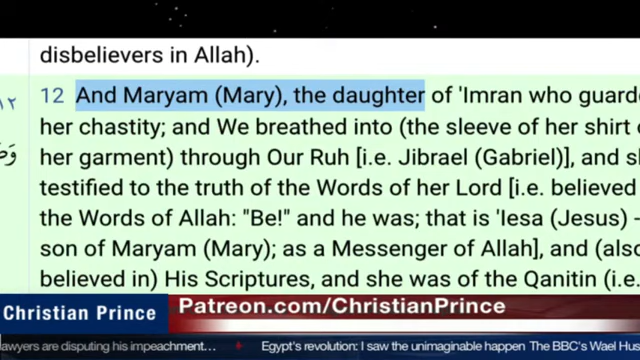 disbelievers in Allah).
12 And Maryam (Mary), the daughter of 'Imran who guard
her chastity; and We breathed into (the sleeve of her shirt
her garment) through Our Ruh [i.e. Jibrael (Gabriel)], and s
testified to the truth of the Words of her Lord [i.e. believed
the Words of Allah: "Be!" and he was; that is 'Iesa (Jesus) -
son of Maryam (Mary); as a Messenger of Allah], and (also
believed in) His Scriptures, and she was of the Qanitin (i.e.
١٢
Christian Prince
Patreon.com/ChristianPrince
lawyers are disputing his impeachment... + Egypt's revolution: I saw the unimaginable happen The BBC's Wael Hus